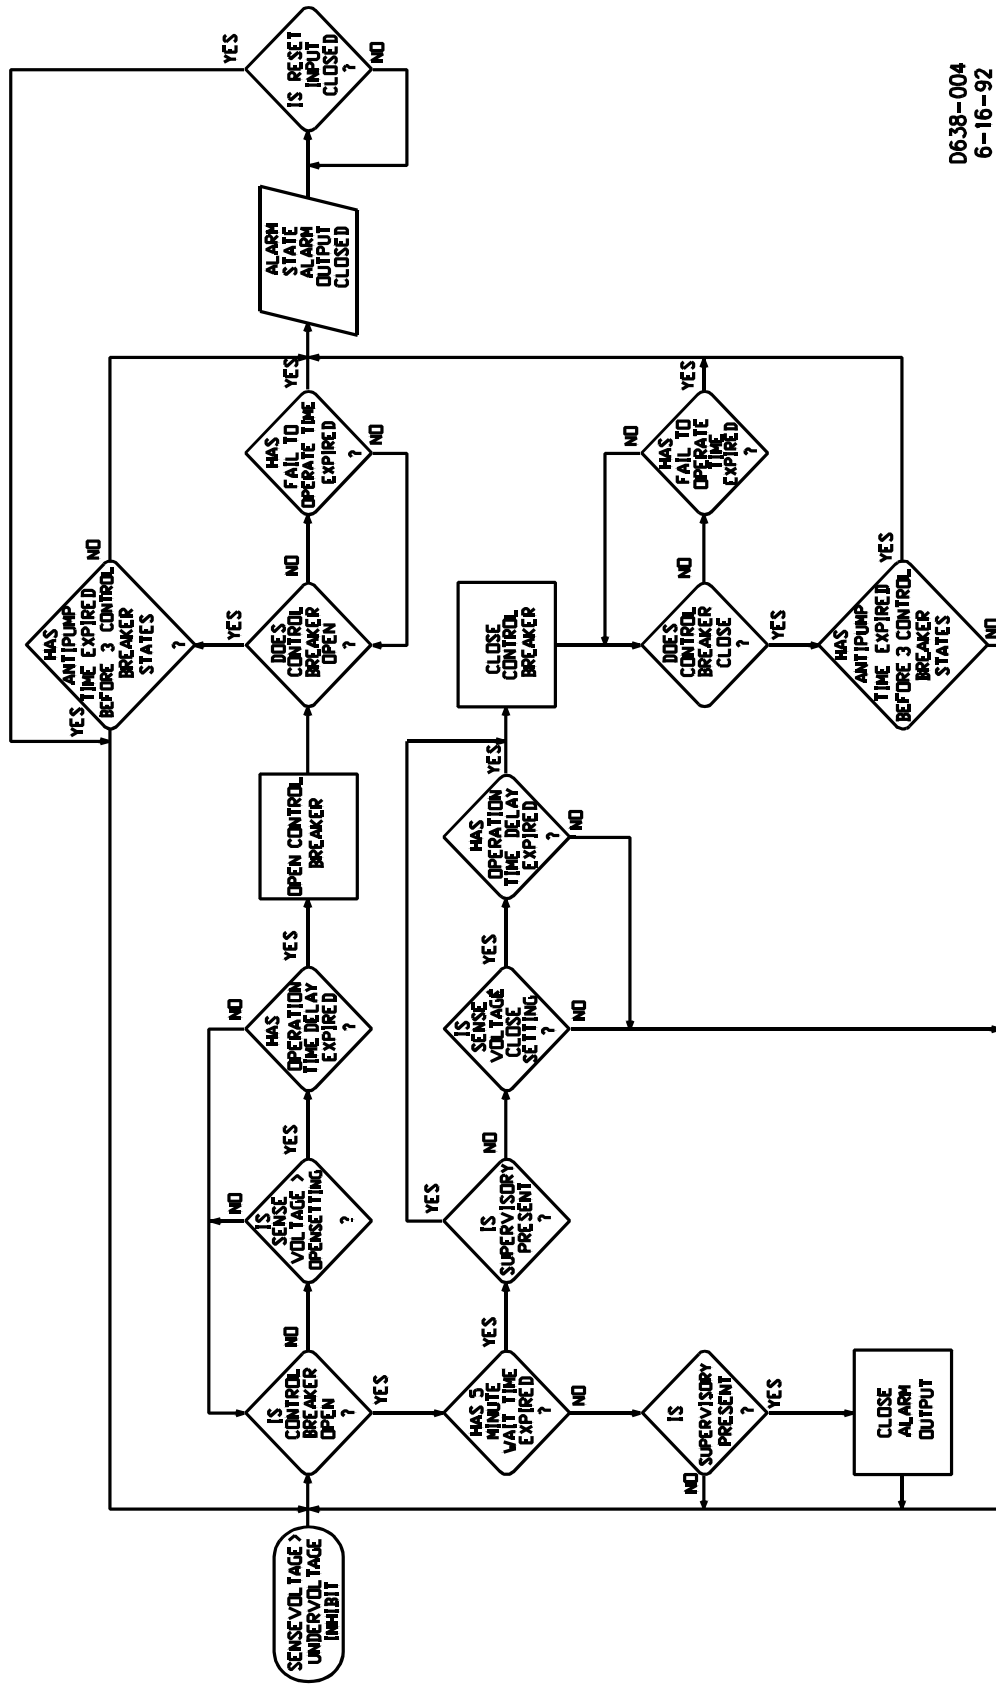 SENSEVOLTAGE >
UNDERVOLTAGE
INHIBIT
IS
CONTROL
BREAKER
OPEN
?
NO
YES
IS
SENSE
VOLTAGE >
OPENSETTING
?
NO
YES
HAS
OPERATION
TIME DELAY
EXPIRED
?
NO
YES
OPEN CONTROL
BREAKER
DOES
CONTROL
BREAKER
OPEN
?
YES
NO
HAS
ANTIPUMP
TIME EXPIRED
BEFORE 3 CONTROL
BREAKER
STATES
?
YES
NO
HAS
FAIL TO
OPERATE TIME
EXPIRED
?
YES
NO
ALARM
STATE
ALARM
OUTPUT
CLOSED
IS RESET
INPUT
CLOSED
?
YES
NO
HAS 5
MINUTE
WAIT TIME
EXPIRED
?
YES
NO
IS
SUPERVISORY
PRESENT
?
YES
NO
IS
SENSE
VOLTAGE
CLOSE
SETTING
?
YES
NO
HAS
OPERATION
TIME DELAY
EXPIRED
?
YES
NO
CLOSE
CONTROL
BREAKER
IS
SUPERVISORY
PRESENT
?
NO
YES
DOES
CONTROL
BREAKER
CLOSE
?
NO
YES
HAS
FAIL TO
OPERATE
TIME
EXPIRED
?
NO
YES
CLOSE
ALARM
OUTPUT
HAS
ANTIPUMP
TIME EXPIRED
BEFORE 3 CONTROL
BREAKER
STATES
YES
NO
D638-004
6-16-92